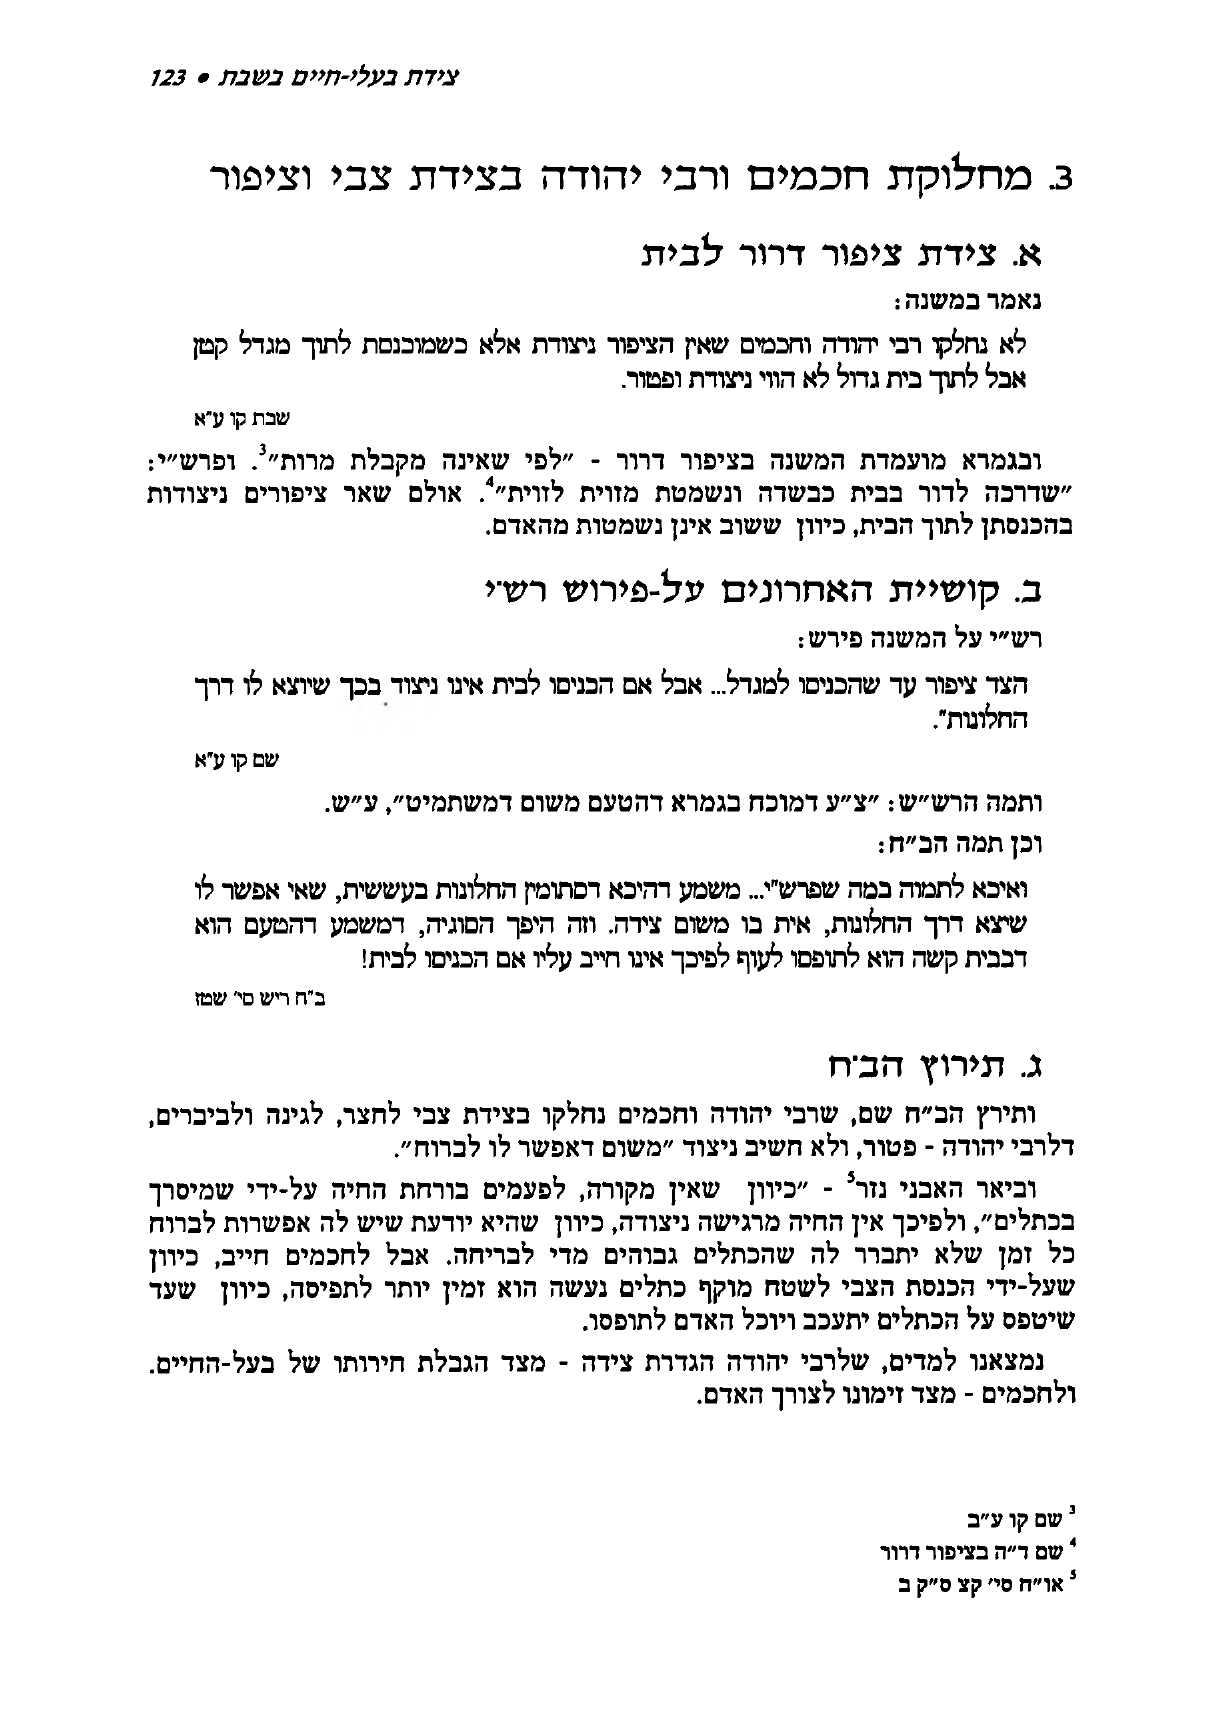 צידת בעלי-חיים בשבת • 123
3. מחלוקת חכמים ורבי יהודה בצידת צבי וציפור
א. צידת ציפור דרור לבית
נאמר במשנה:
לא נחלקו רבי יהודה וחכמים שאין הציפור ניצודת אלא כשמוכנסת לתוך מגדל קטן
אבל לתוך בית גדול לא הווי ניצודת ופטור.
שבת קו ע"א
ובגמרא מועמדת המשנה בציפור דרור - "לפי שאינה מקבלת מרות"3. ופרש"י:
"שדרכה לדור בבית כבשדה ונשמטת מזוית לזוית"4. אולם שאר ציפורים ניצודות
בהכנסתן לתוך הבית, כיוון ששוב אינן נשמטות מהאדם.
ב. קושיית האחרונים על-פירוש רש"י
רש"י על המשנה פירש:
הצד ציפור עד שהכניסו למגדל... אבל אם הכניסו לבית אינו ניצוד בכך שיוצא לו דרך
החלונות".
שם קו ע"א
ותמה הרש"ש: "צ"ע דמוכח בגמרא דהטעם משום דמשתמיט", ע"ש.
וכן תמה הב"ח:
ואיכא לתמוה במה שפרש"י... משמע דהיכא דסתומין החלונות בעששית, שאי אפשר לו
שיצא דרך החלונות, אית בו משום צידה. וזה היפך הסוגיה, דמשמע דהטעם הוא
דבבית קשה הוא לתופסו לעוף לפיכך אינו חייב עליו אם הכניסו לבית!
ב"ח ריש סי' שטז
ג. תירוץ הב"ח
ותירץ הב"ח שם, שרבי יהודה וחכמים נחלקו בצידת צבי לחצר, לגינה ולביברים,
דלרבי יהודה - פטור, ולא חשיב ניצוד "משום דאפשר לו לברוח".
וביאר האבני נזר5 - "כיוון שאין מקורה, לפעמים בורחת החיה על-ידי שמיסרך
בכתלים", ולפיכך אין החיה מרגישה ניצודה, כיוון שהיא יודעת שיש לה אפשרות לברוח
כל זמן שלא יתברר לה שהכתלים גבוהים מדי לבריחה. אבל לחכמים חייב, כיוון
שעל-ידי הכנסת הצבי לשטח מוקף כתלים נעשה הוא זמין יותר לתפיסה, כיוון שעד
שיטפס על הכתלים יתעכב ויוכל האדם לתופסו.
נמצאנו למדים, שלרבי יהודה הגדרת צידה - מצד הגבלת חירותו של בעל-החיים.
ולחכמים - מצד זימונו לצורך האדם.
3 שם קו ע"ב
4 שם ד"ה בציפור דרור
5 או"ח סי' קצ ס"ק ב